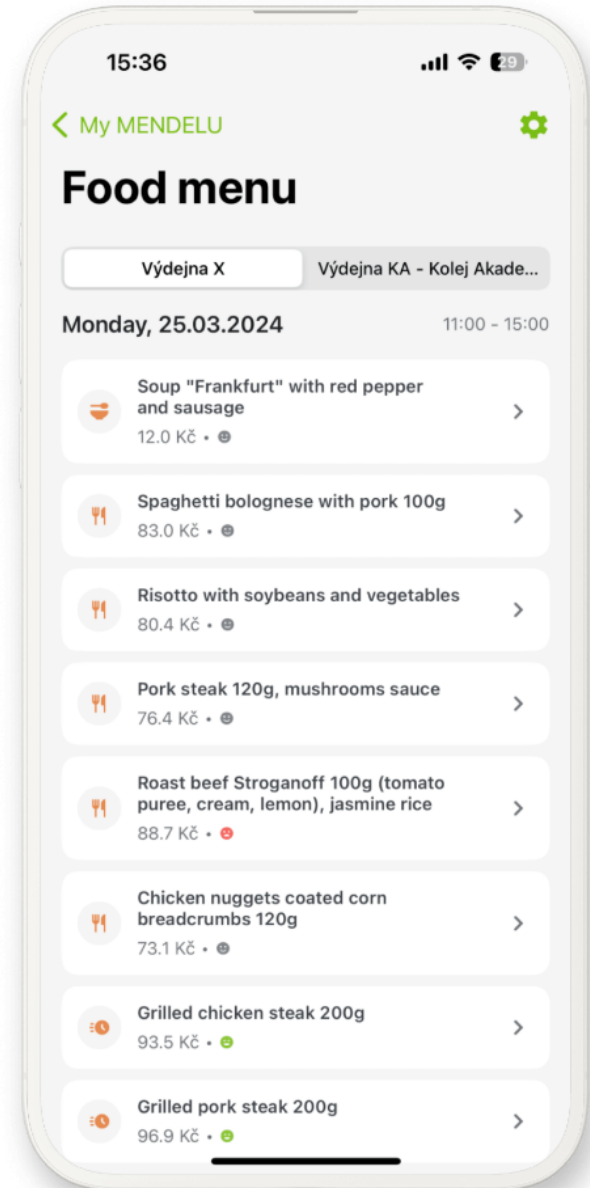 15:36
29
My MENDELU
Food menu
Výdejna X
Výdejna KA - Kolej Akade...
Monday, 25.03.2024
11:00 - 15:00
Soup "Frankfurt" with red pepper
and sausage
12.0 Kč •
Spaghetti bolognese with pork 100g
83.0 Kč •
Risotto with soybeans and vegetables
80.4 Kč •
Pork steak 120g, mushrooms sauce
76.4 Kč •
Roast beef Stroganoff 100g (tomato
puree, cream, lemon), jasmine rice
88.7 Kč •
Chicken nuggets coated corn
breadcrumbs 120g
73.1 Kč •
Grilled chicken steak 200g
93.5 Kč •
Grilled pork steak 200g
96.9 Kč •